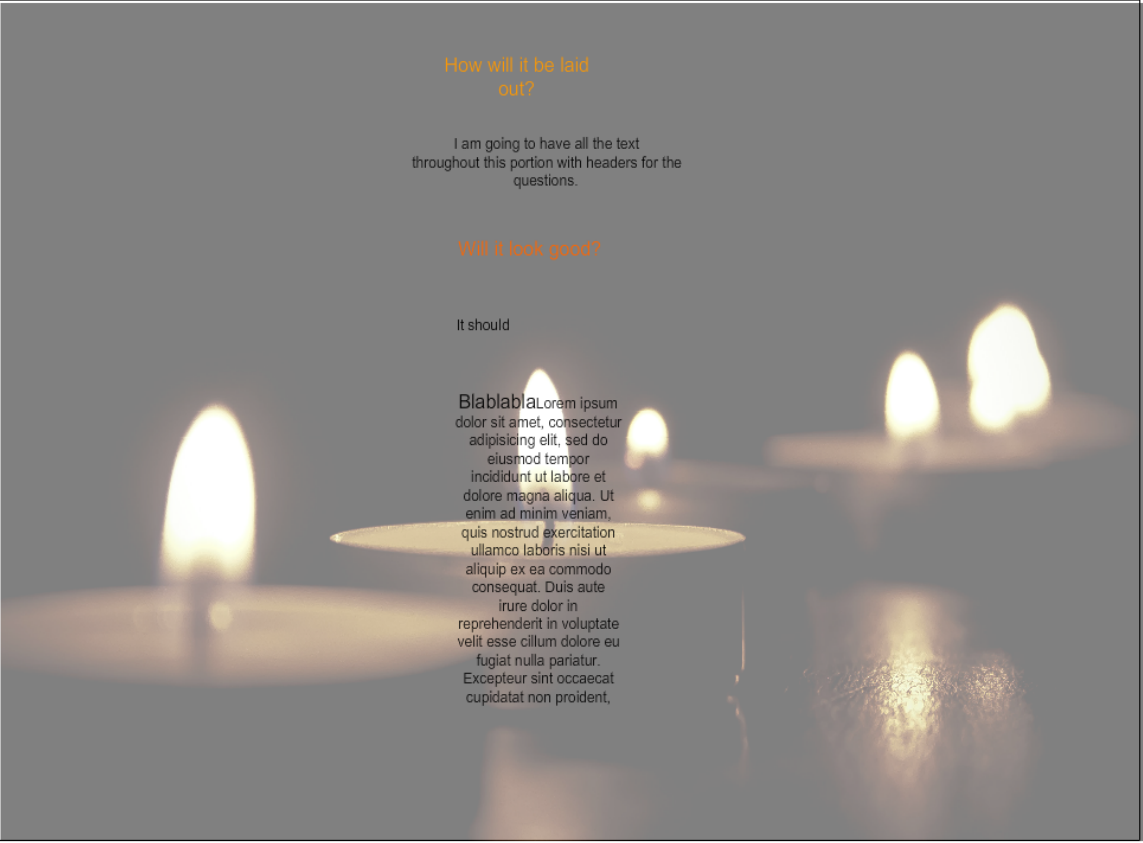 How will it be laid
out?
I am going to have all the text
throughout this portion with headers for the
questions.
Will it look good?
It should
BlablablaLorem ipsum
dolor sit amet, consectetur
adipisicing elit, sed do
eiusmod tempor
incididunt ut labore et
dolore magna aliqua. Ut
enim ad minim veniam,
quis nostrud exercitation
ullamco laboris nisi ut
aliquip ex ea commodo
consequat. Duis aute
irure dolor in
reprehenderit in voluptate
velit esse cillum dolore eu
fugiat nulla pariatur.
Excepteur sint occaecat
cupidatat non proident,